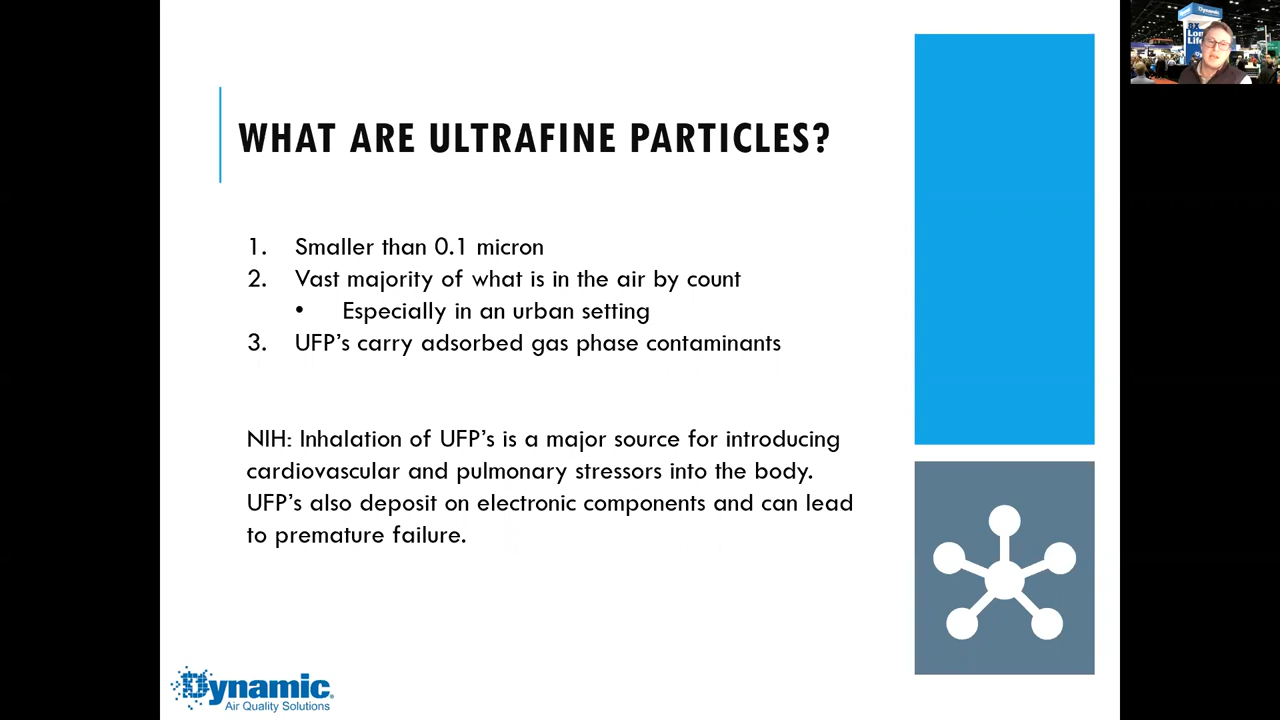 WHAT ARE ULTRAFINE PARTICLES?
1. Smaller than 0.1 micron
2. Vast majority of what is in the air by count
• Especially in an urban setting
3. UFP's carry adsorbed gas phase contaminants
NIH: Inhalation of UFP's is a major source for introducing
cardiovascular and pulmonary stressors into the body.
UFP's also deposit on electronic components and can lead
to premature failure.
Dynamic
Air Quality Solutions
Dynamic
8X